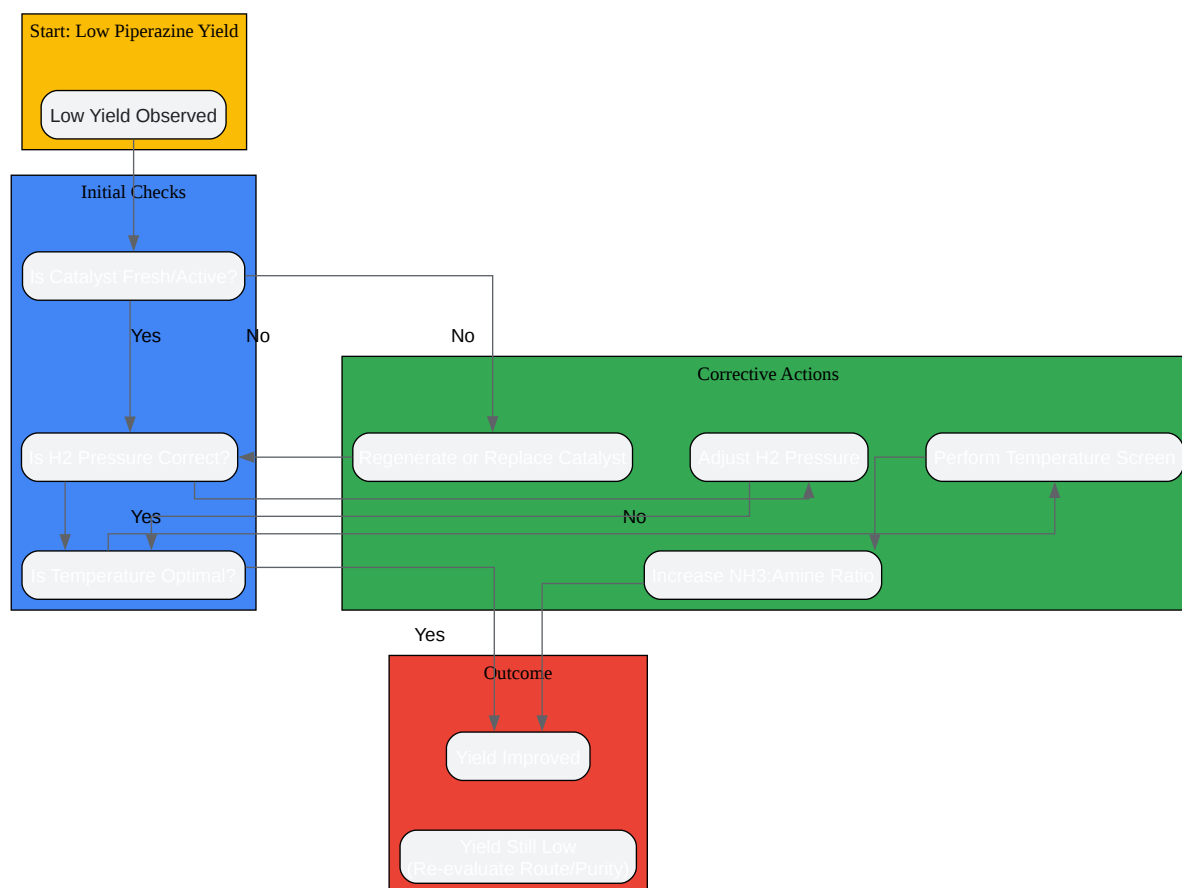 Start: Low Piperazine Yield
Low Yield Observed
Initial Checks
Is Catalyst Fresh/Active?
Yes
No
No
Corrective Actions
Is H2 Pressure Correct?
Regenerate or Replace Catalyst
Adjust H2 Pressure
Perform Temperature Screen
Yes
No
Is Temperature Optimal?
Increase NH3:Amine Ratio
Yes
Outcome
Yield Improved
Yield Still Low
(Re-evaluate Route/Purity)